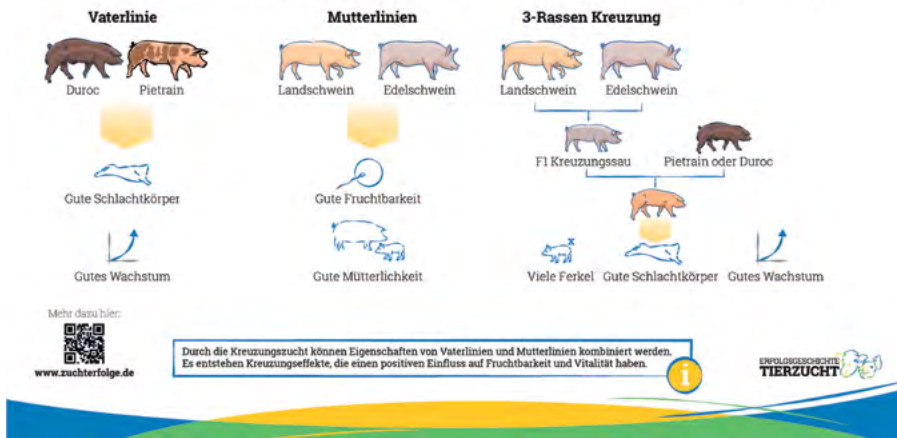 Vaterlinie
Duroc
Pietrain
Gute Schlachtkörper
Gutes Wachstum
Mutterlinien
Landschwein
Edelschwein
Gute Fruchtbarkeit
Gute Mütterlichkeit
3-Rassen Kreuzung
Landschwein
Edelschwein
F1 Kreuzungssau
Pietrain oder Duroc
Viele Ferkel
Gute Schlachtkörper
Gutes Wachstum
Mehr dazu hier:
www.zuchterfolge.de
Durch die Kreuzungszucht können Eigenschaften von Vaterlinien und Mutterlinien kombiniert werden.
Es entstehen Kreuzungseffekte, die einen positiven Einfluss auf Fruchtbarkeit und Vitalität haben.
i
ERFOLGSGESCHICHTE
TIERZUCHT